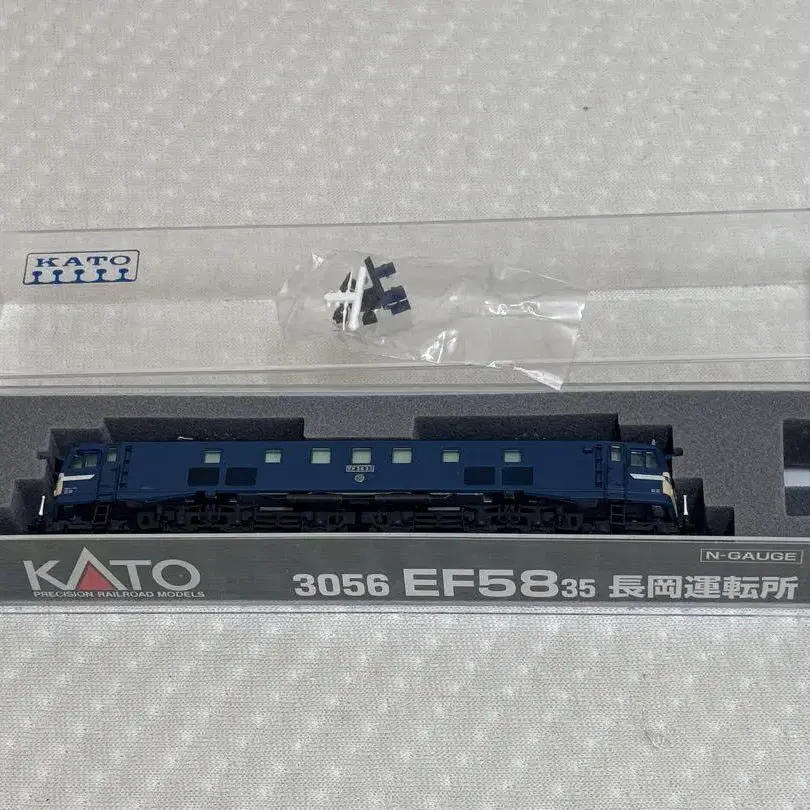 KATO
N-GAUGE
KATO 3056 EF58 35 長岡運転所
PRECISION RAILROAD MODELS